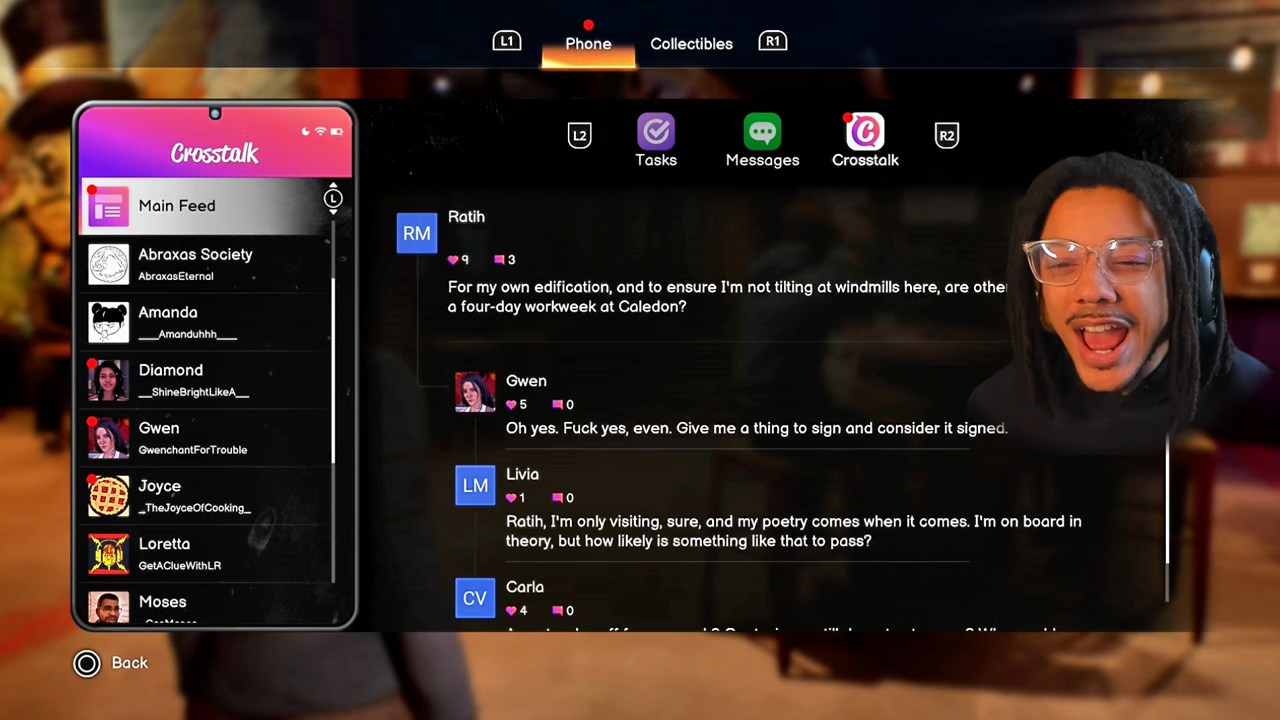 L1
Phone
Collectibles
R1
Crosstalk
Main Feed
L
Abraxas Society
AbraxasEternal
Amanda
___Amanduhhh___
Diamond
__ShineBrightLikeA__
Gwen
GwenchantForTrouble
Joyce
_TheJoyceOfCooking_
Loretta
GetAClueWithLR
Moses
L2
Tasks
Messages
Crosstalk
R2
RM
Ratih
9
3
For my own edification, and to ensure I'm not tilting at windmills here, are
a four-day workweek at Caledon?
Gwen
5
0
Oh yes. Fuck yes, even. Give me a thing to sign and consider it signed.
LM
Livia
1
0
Ratih, I'm only visiting, sure, and my poetry comes when it comes. I'm on board in
theory, but how likely is something like that to pass?
CV
Carla
4
0
Back